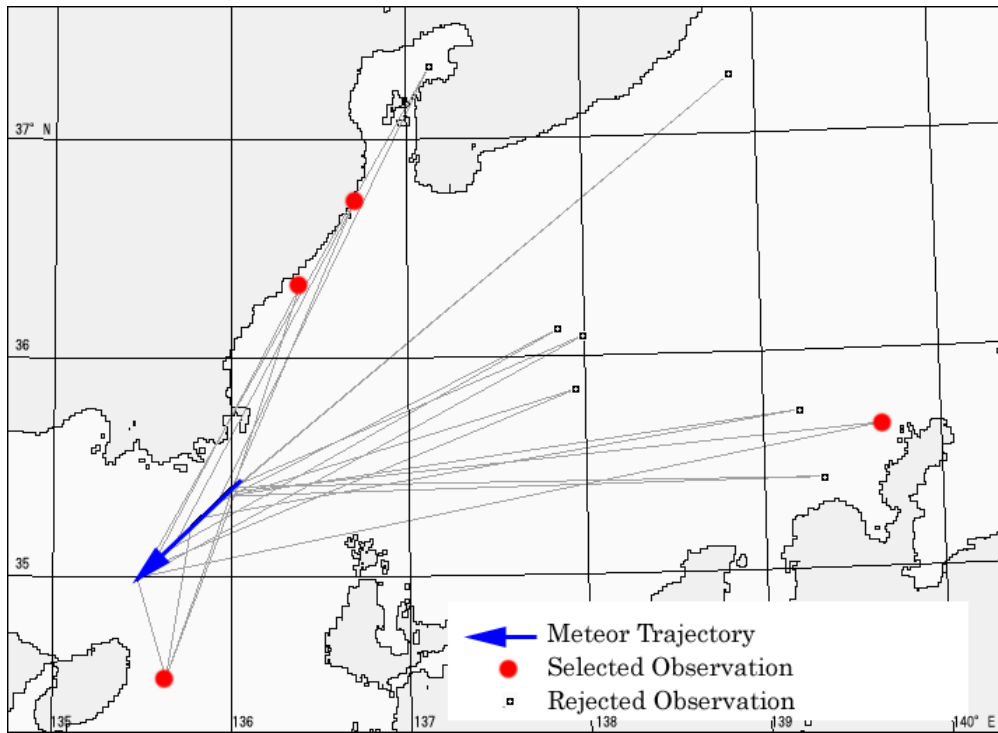 37° N
36
35
Meteor Trajectory
Selected Observation
Rejected Observation
135
136
137
138
139
140° E